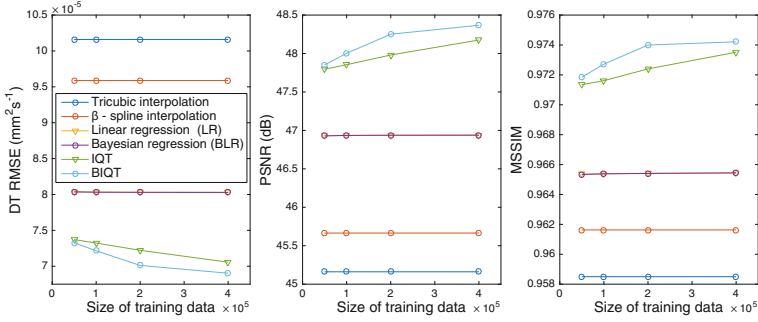 10.5 × 10⁻⁵
10
9.5
9
8.5
8
7.5
7
DT RMSE (mm²s⁻¹)
Tricubic interpolation
β - spline interpolation
Linear regression (LR)
Bayesian regression (BLR)
IQT
BIQT
0 1 2 3 4 5
Size of training data × 10⁵
48.5
48
47.5
47
46.5
46
45.5
45
PSNR (dB)
0 1 2 3 4 5
Size of training data × 10⁵
0.976
0.974
0.972
0.97
0.968
0.966
0.964
0.962
0.96
0.958
MSSIM
0 1 2 3 4 5
Size of training data × 10⁵